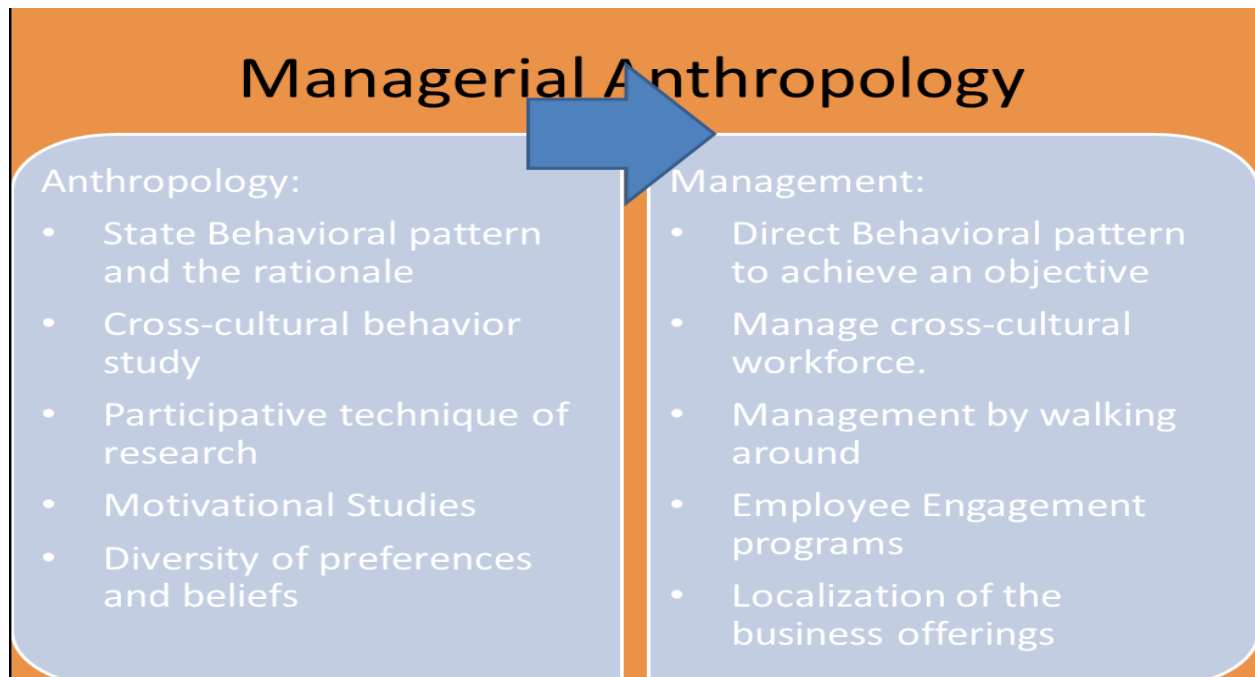 Managerial Anthropology
Anthropology:
• State Behavioral pattern
and the rationale
• Cross-cultural behavior
study
• Participative technique of
research
• Motivational Studies
• Diversity of preferences
and beliefs
Management:
• Direct Behavioral pattern
to achieve an objective
• Manage cross-cultural
workforce.
• Management by walking
around
• Employee Engagement
programs
• Localization of the
business offerings